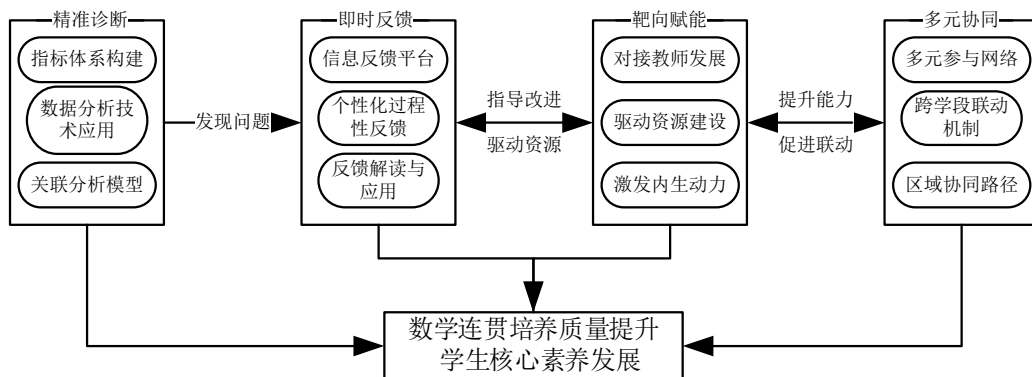 精准诊断
指标体系构建
数据分析技
术应用
关联分析模型
发现问题
即时反馈
信息反馈平台
个性化过程
性反馈
反馈解读与
应用
指导改进
驱动资源
靶向赋能
对接教师发展
驱动资源建设
激发内生动力
提升能力
促进联动
多元协同
多元参与网络
跨学段联动
机制
区域协同路径
数学连贯培养质量提升
学生核心素养发展